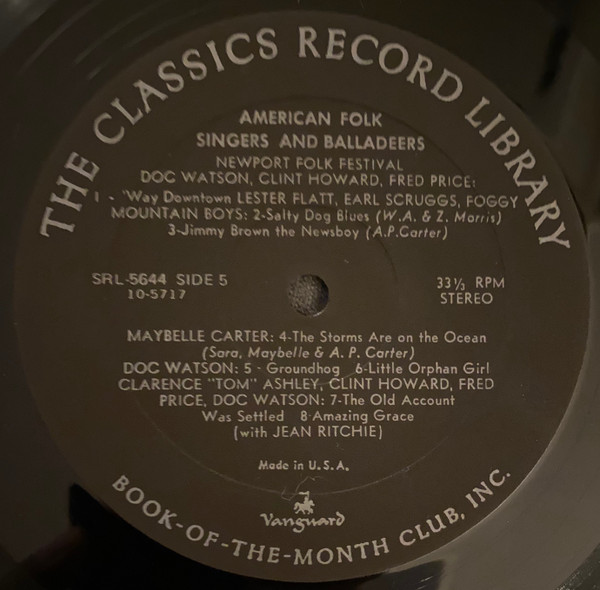 THE CLASSICS RECORD LIBRARY
AMERICAN FOLK
SINGERS AND BALLADEERS
NEWPORT FOLK FESTIVAL
DOC WATSON, CLINT HOWARD, FRED PRICE:
1 - 'Way Downtown LESTER FLATT, EARL SCRUGGS, FOGGY
MOUNTAIN BOYS: 2-Salty Dog Blues (W.A. & Z. Morris)
3-Jimmy Brown the Newsboy (A.P.Carter)
SRL-5644 SIDE 5
10-5717
33⅓ RPM
STEREO
MAYBELLE CARTER: 4-The Storms Are on the Ocean
(Sara, Maybelle & A. P. Carter)
DOC WATSON: 5 - Groundhog 6-Little Orphan Girl
CLARENCE "TOM" ASHLEY, CLINT HOWARD, FRED
PRICE, DOC WATSON: 7-The Old Account
Was Settled 8-Amazing Grace
(with JEAN RITCHIE)
Made in U.S.A.
Vanguard
BOOK-OF-THE-MONTH CLUB, INC.